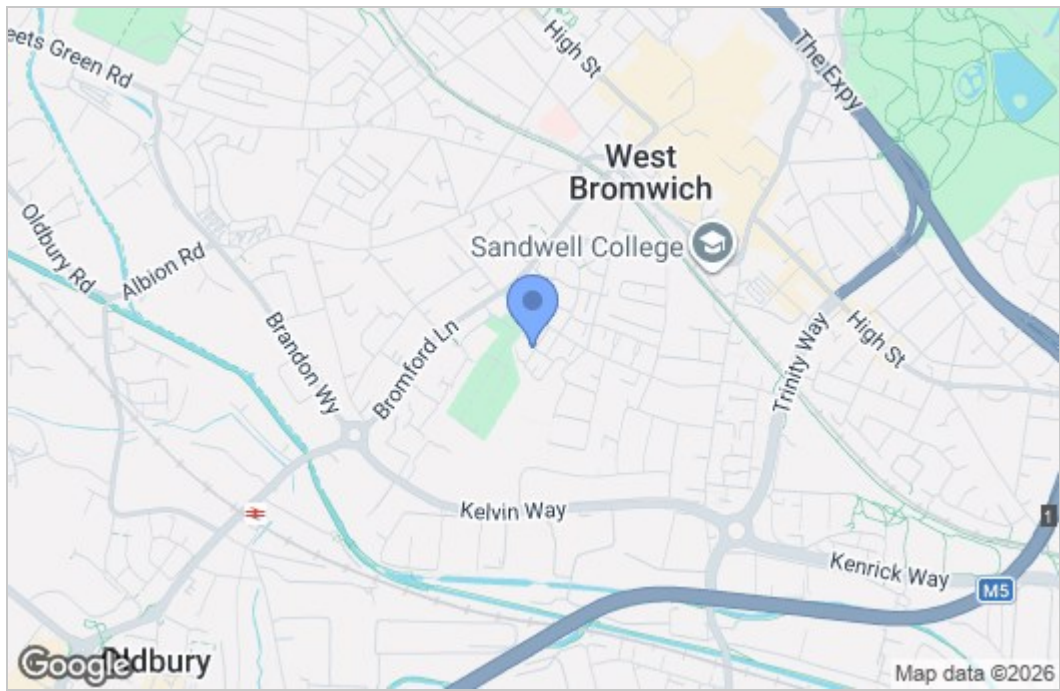 eets Green Rd
High St
The Expy
West
Bromwich
Sandwell College
Oldbury Rd
Albion Rd
Brandon Wy
Bromford Ln
Trinity Way
High St
Kelvin Way
1
Kenrick Way
M5
Google
Oldbury
Map data ©2026